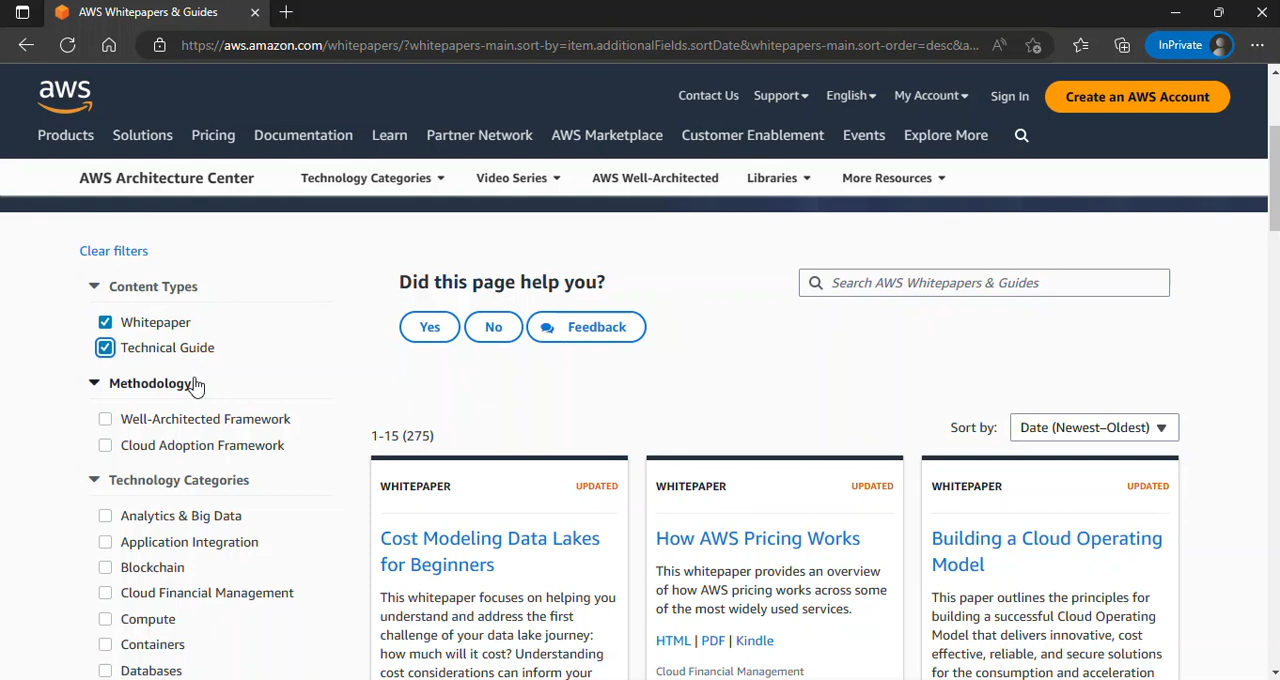 AWS Whitepapers & Guides
https://aws.amazon.com/whitepapers/?whitepapers-main.sort-by=item.additionalFields.sortDate&whitepapers-main.sort-order=desc&a...
InPrivate
aws
Contact Us Support English My Account Sign In Create an AWS Account
Products Solutions Pricing Documentation Learn Partner Network AWS Marketplace Customer Enablement Events Explore More
AWS Architecture Center Technology Categories Video Series AWS Well-Architected Libraries More Resources
Clear filters
Content Types
Whitepaper
Technical Guide
Methodology
Well-Architected Framework
Cloud Adoption Framework
Technology Categories
Analytics & Big Data
Application Integration
Blockchain
Cloud Financial Management
Compute
Containers
Databases
Did this page help you?
Search AWS Whitepapers & Guides
Yes No Feedback
1-15 (275)
Sort by: Date (Newest–Oldest)
WHITEPAPER UPDATED
Cost Modeling Data Lakes
for Beginners
This whitepaper focuses on helping you
understand and address the first
challenge of your data lake journey:
how much will it cost? Understanding
cost considerations can inform your
WHITEPAPER UPDATED
How AWS Pricing Works
This whitepaper provides an overview
of how AWS pricing works across some
of the most widely used services.
HTML | PDF | Kindle
Cloud Financial Management
WHITEPAPER UPDATED
Building a Cloud Operating
Model
This paper outlines the principles for
building a successful Cloud Operating
Model that delivers innovative, cost
effective, reliable, and secure solutions
for the consumption and acceleration